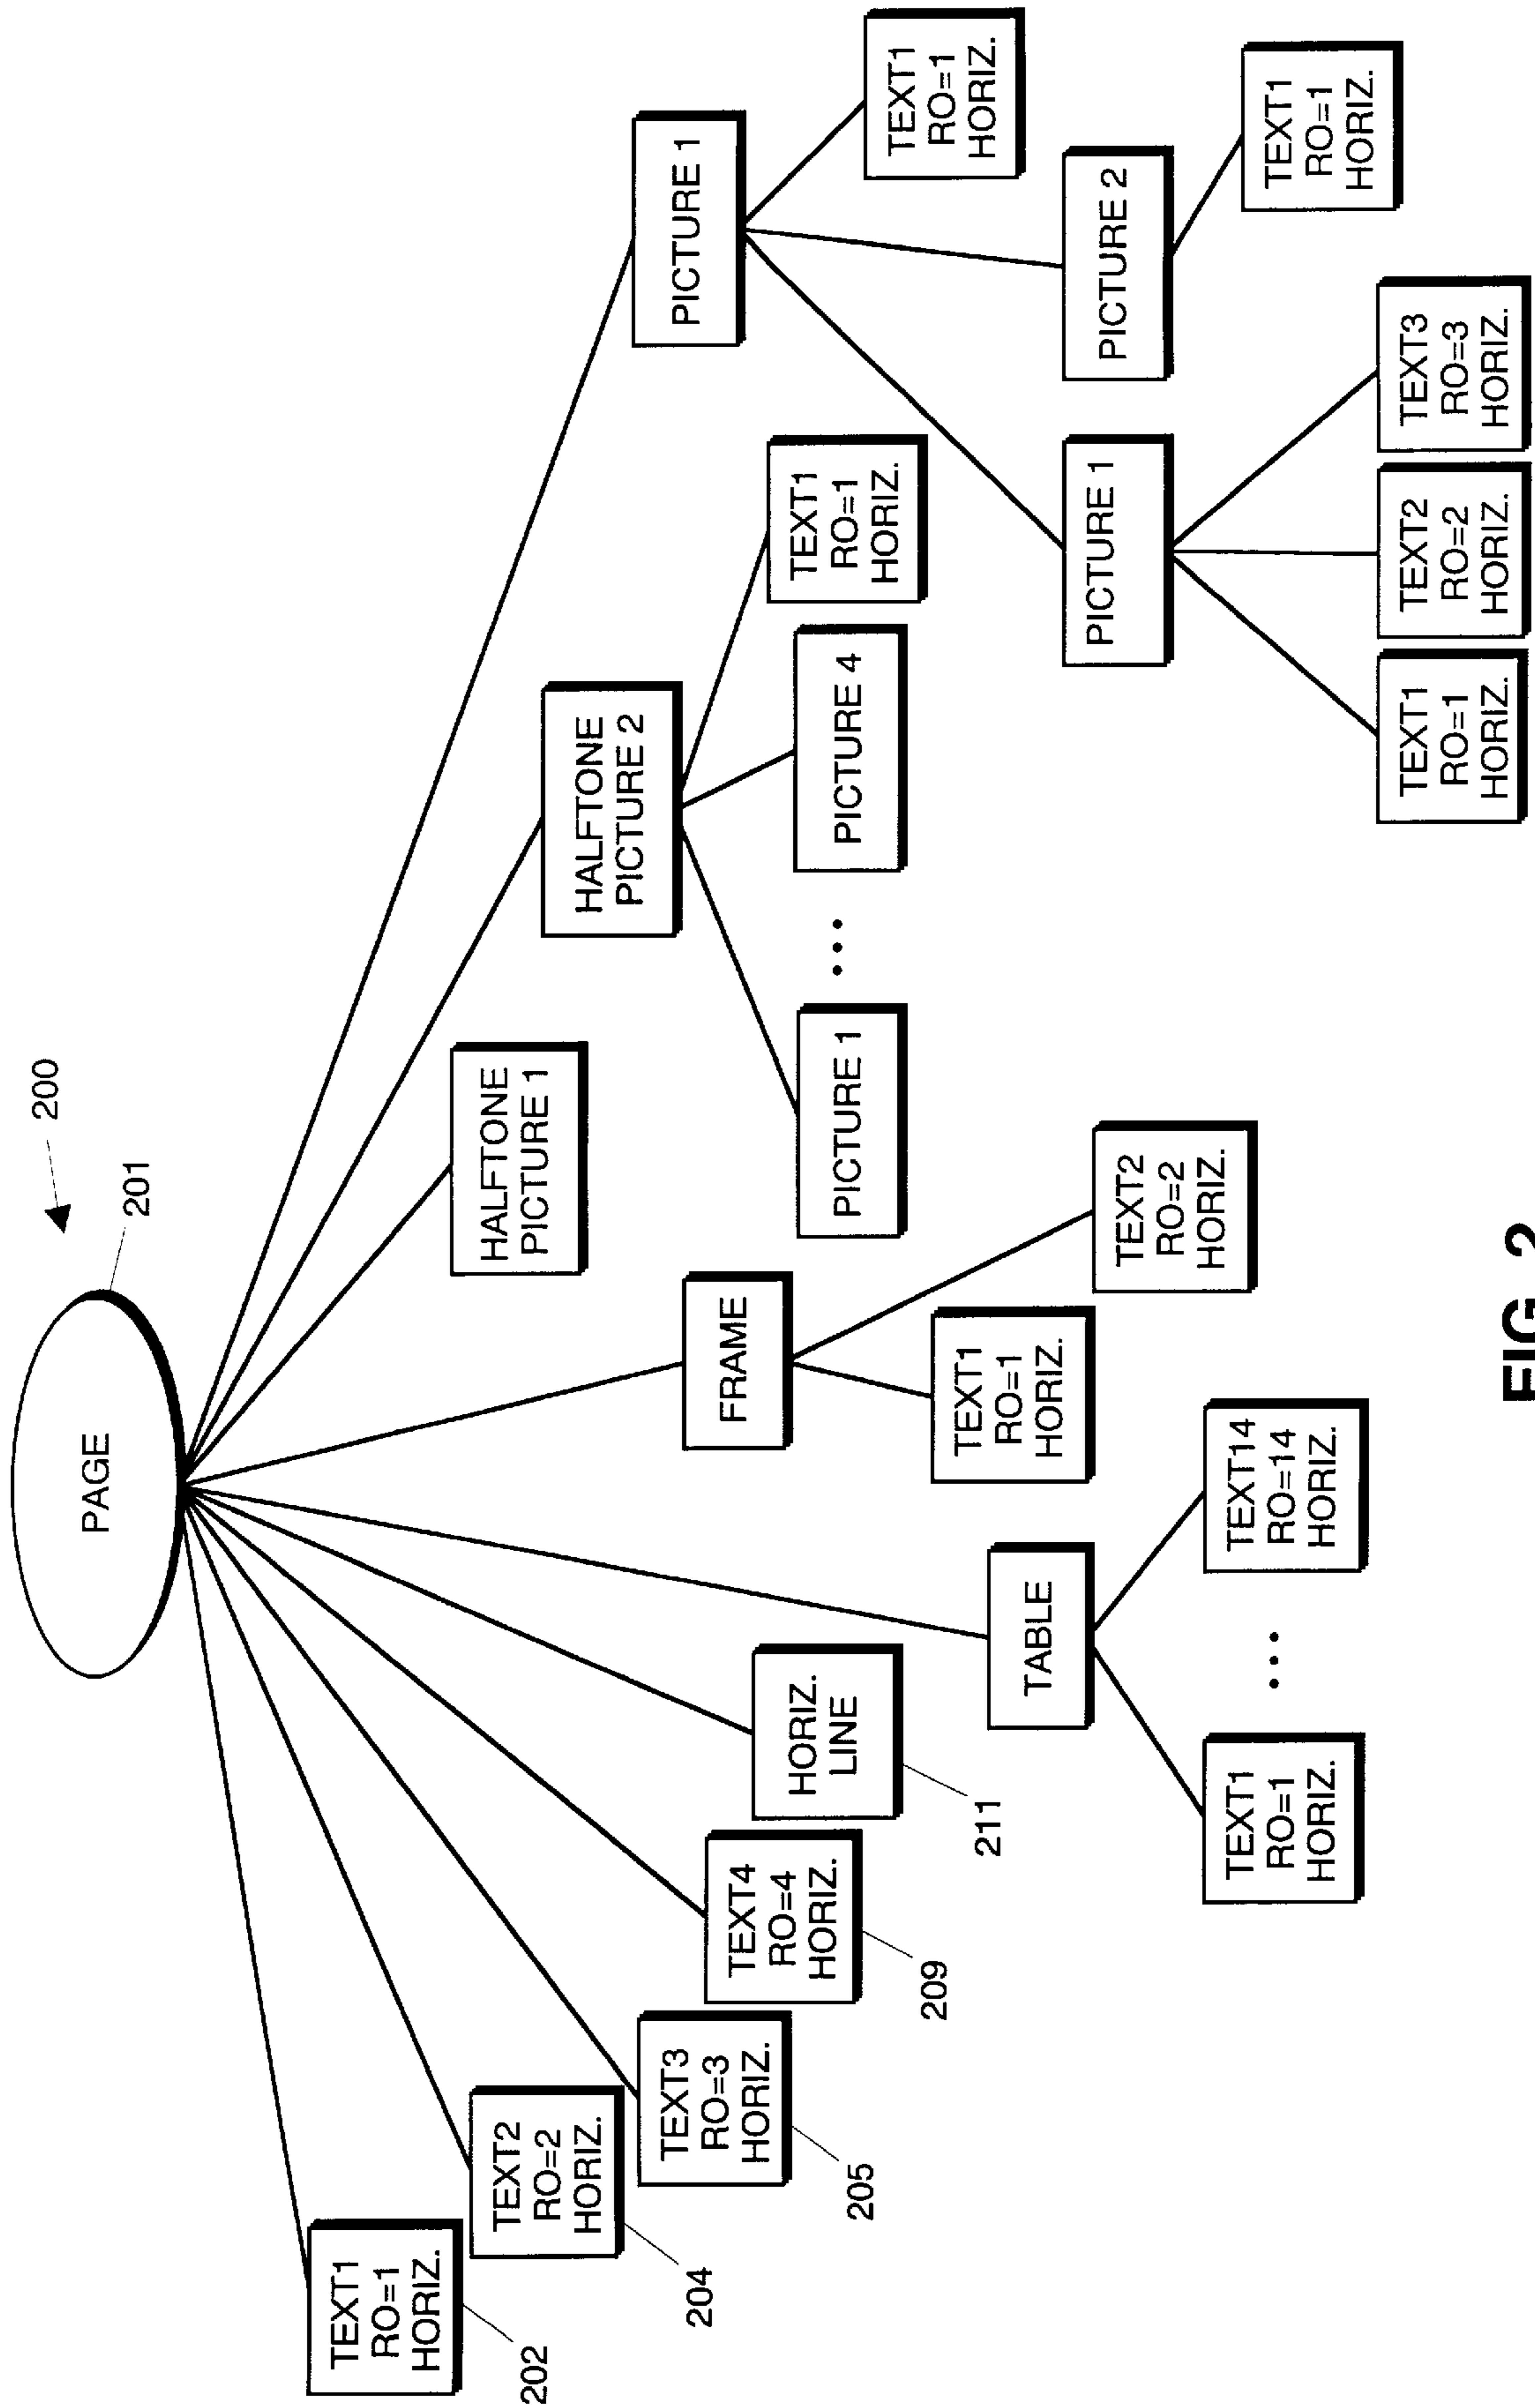 200
PAGE
201
TEXT1
RO=1
HORIZ.
202
TEXT2
RO=2
HORIZ.
204
TEXT3
RO=3
HORIZ.
205
TEXT4
RO=4
HORIZ.
209
HORIZ.
LINE
211
TABLE
TEXT1
RO=1
HORIZ.
...
TEXT14
RO=14
HORIZ.
FRAME
TEXT1
RO=1
HORIZ.
TEXT2
RO=2
HORIZ.
HALFTONE
PICTURE 1
HALFTONE
PICTURE 2
PICTURE 1
...
PICTURE 4
TEXT1
RO=1
HORIZ.
PICTURE 1
PICTURE 1
TEXT1
RO=1
HORIZ.
TEXT2
RO=2
HORIZ.
TEXT3
RO=3
HORIZ.
PICTURE 2
TEXT1
RO=1
HORIZ.
TEXT1
RO=1
HORIZ.
FIG. 2